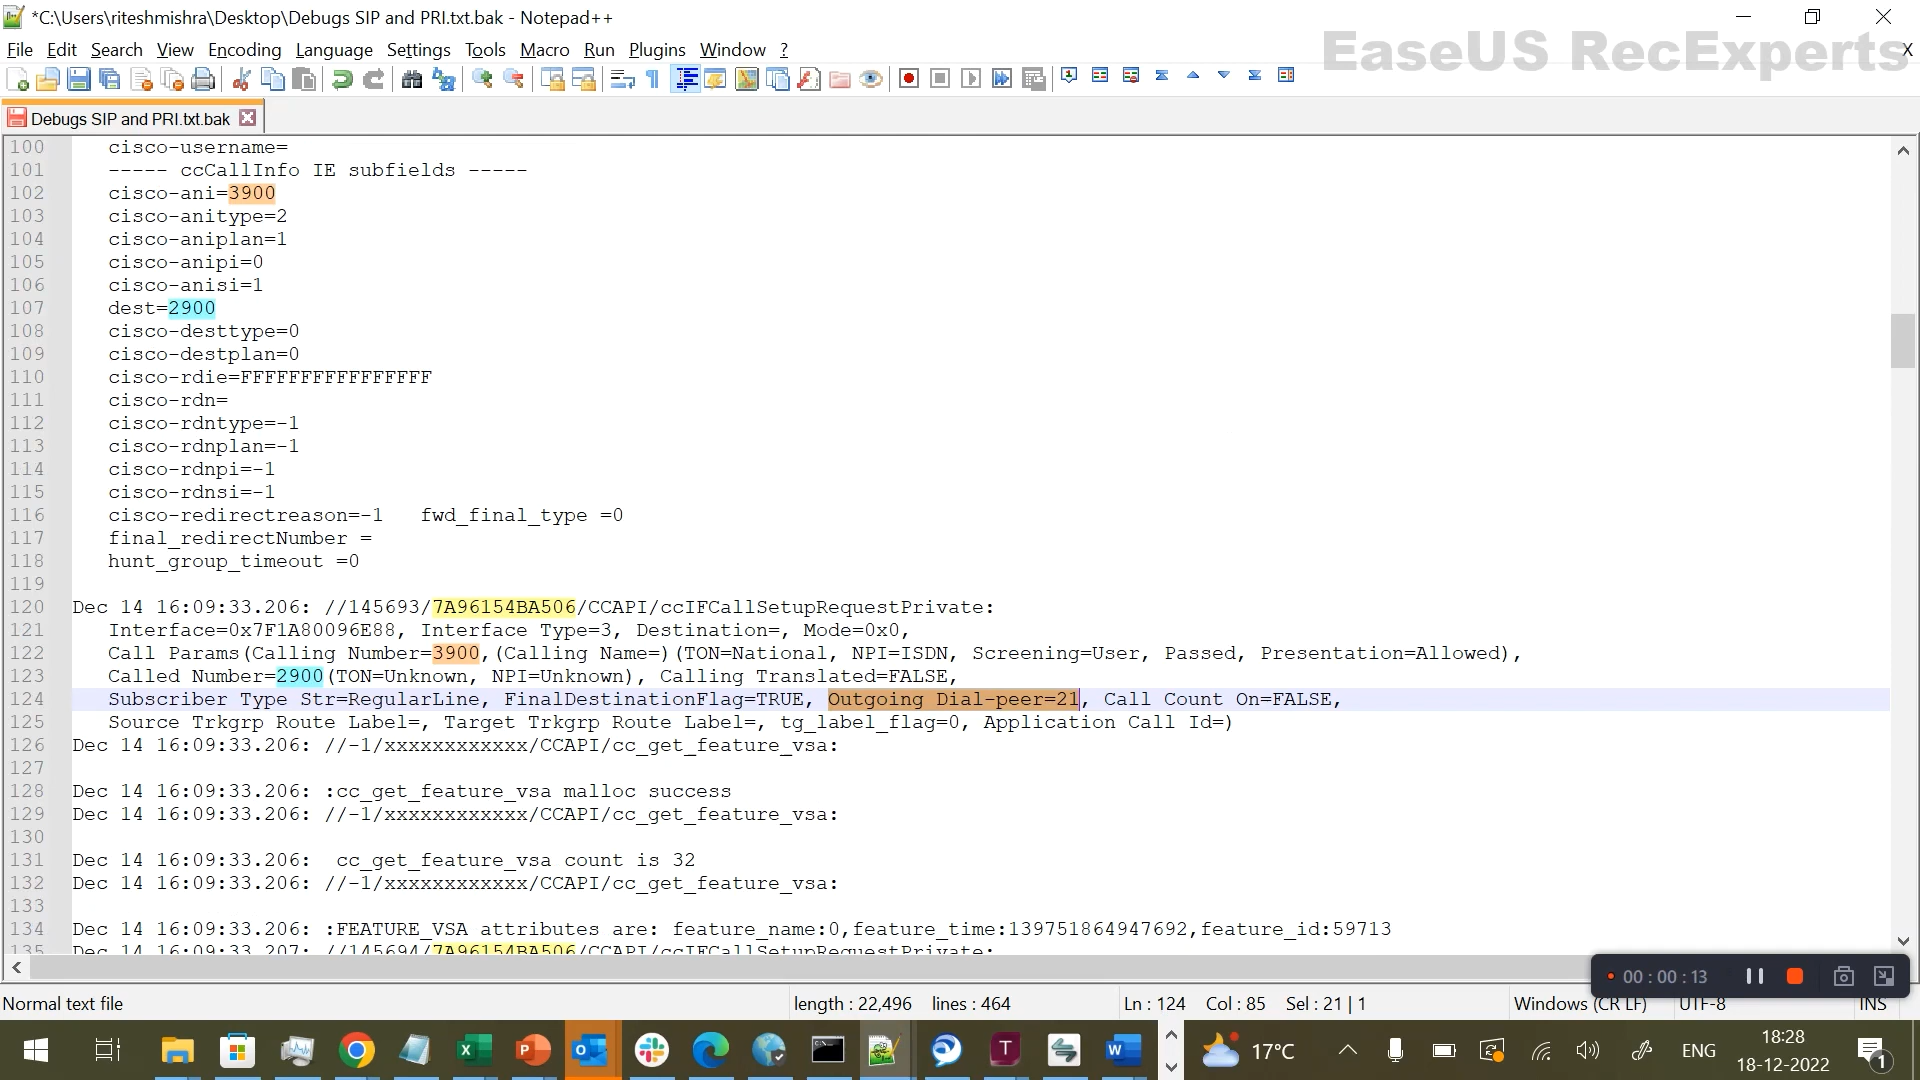 *C:\Users\riteshmishra\Desktop\Debugs SIP and PRI.txt.bak - Notepad++
File Edit Search View Encoding Language Settings Tools Macro Run Plugins Window ?
EaseUS RecExperts
X
Debugs SIP and PRI.txt.bak
100 cisco-username=
101 ----- ccCallInfo IE subfields -----
102 cisco-ani=3900
103 cisco-anitype=2
104 cisco-aniplan=1
105 cisco-anipi=0
106 cisco-anisi=1
107 dest=2900
108 cisco-desttype=0
109 cisco-destplan=0
110 cisco-rdie=FFFFFFFFFFFFFFFF
111 cisco-rdn=
112 cisco-rdntype=-1
113 cisco-rdnplan=-1
114 cisco-rdnpi=-1
115 cisco-rdnsi=-1
116 cisco-redirectreason=-1   fwd_final_type =0
117 final_redirectNumber =
118 hunt_group_timeout =0
119
120 Dec 14 16:09:33.206: //145693/7A96154BA506/CCAPI/ccIFCallSetupRequestPrivate:
121 Interface=0x7F1A80096E88, Interface Type=3, Destination=, Mode=0x0,
122 Call Params(Calling Number=3900,(Calling Name=)(TON=National, NPI=ISDN, Screening=User, Passed, Presentation=Allowed),
123 Called Number=2900(TON=Unknown, NPI=Unknown), Calling Translated=FALSE,
124 Subscriber Type Str=RegularLine, FinalDestinationFlag=TRUE, Outgoing Dial-peer=21, Call Count On=FALSE,
125 Source Trkgrp Route Label=, Target Trkgrp Route Label=, tg_label_flag=0, Application Call Id=)
126 Dec 14 16:09:33.206: //-1/xxxxxxxxxxxx/CCAPI/cc_get_feature_vsa:
127
128 Dec 14 16:09:33.206: :cc_get_feature_vsa malloc success
129 Dec 14 16:09:33.206: //-1/xxxxxxxxxxxx/CCAPI/cc_get_feature_vsa:
130
131 Dec 14 16:09:33.206:  cc_get_feature_vsa count is 32
132 Dec 14 16:09:33.206: //-1/xxxxxxxxxxxx/CCAPI/cc_get_feature_vsa:
133
134 Dec 14 16:09:33.206: :FEATURE_VSA attributes are: feature_name:0,feature_time:139751864947692,feature_id:59713
135 Dec 14 16:09:33.207: //145694/7A96154BA506/CCAPI/ccIFCallSetupRequestPrivate:
00:00:13
Normal text file length : 22,496 lines : 464 Ln : 124 Col : 85 Sel : 21 | 1 Windows (CR LF) UTF-8 INS
17°C ENG 18:28
18-12-2022
1